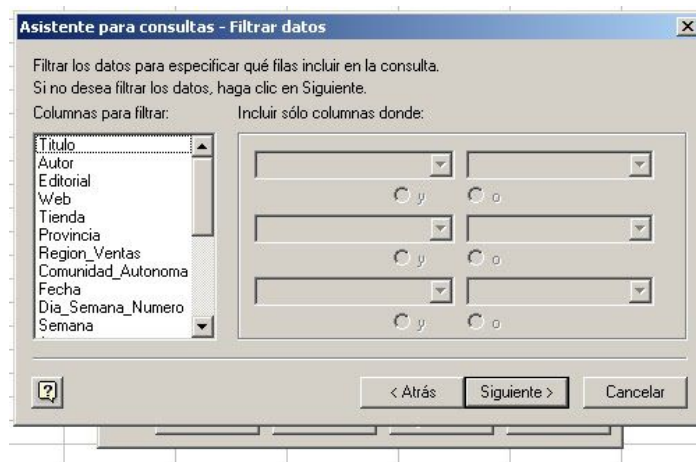 Asistente para consultas - Filtrar datos
Filtrar los datos para especificar qué filas incluir en la consulta.
Si no desea filtrar los datos, haga clic en Siguiente.
Columnas para filtrar:
Incluir sólo columnas donde:
Titulo
Autor
Editorial
Web
Tienda
Provincia
Region_Ventas
Comunidad_Autonoma
Fecha
Dia_Semana_Numero
Semana
y o
y o
y o
< Atrás
Siguiente >
Cancelar